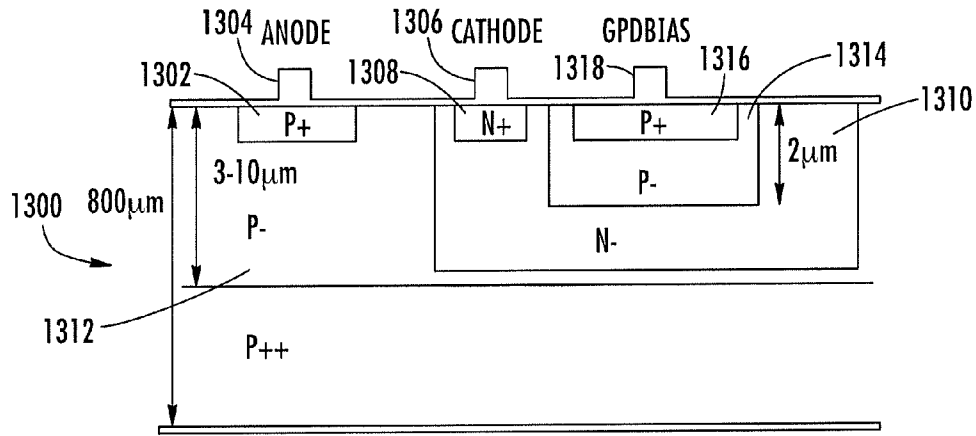 1304 ANODE
1306 CATHODE
GPDBIAS
1302
1308
1318
1316
1314
1310
P+
N+
P+
3-10μm
2μm
1300
800μm
P-
P-
N-
1312
P++